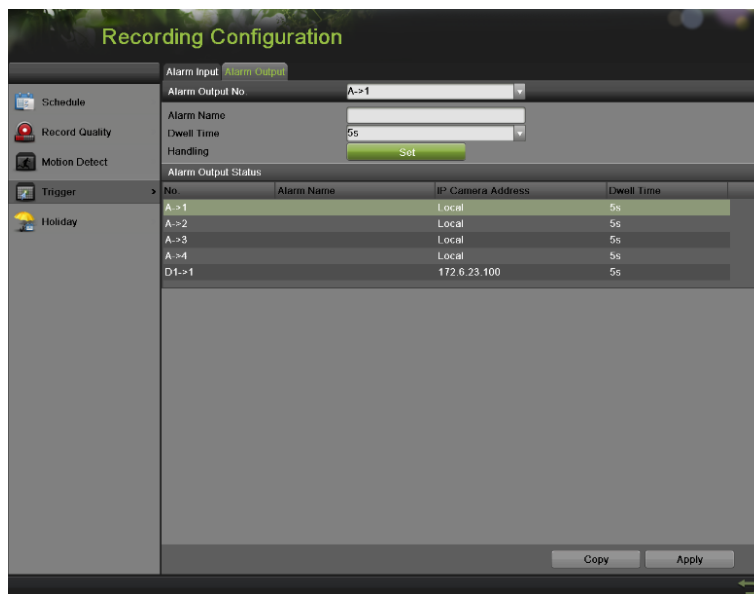 Recording Configuration
Alarm Input Alarm Output
Schedule
Record Quality
Motion Detect
Trigger >
Holiday
Alarm Output No. A->1
Alarm Name
Dwell Time 5s
Handling Set
Alarm Output Status
No. Alarm Name IP Camera Address Dwell Time
A->1 Local 5s
A->2 Local 5s
A->3 Local 5s
A->4 Local 5s
D1->1 172.6.23.100 5s
Copy Apply